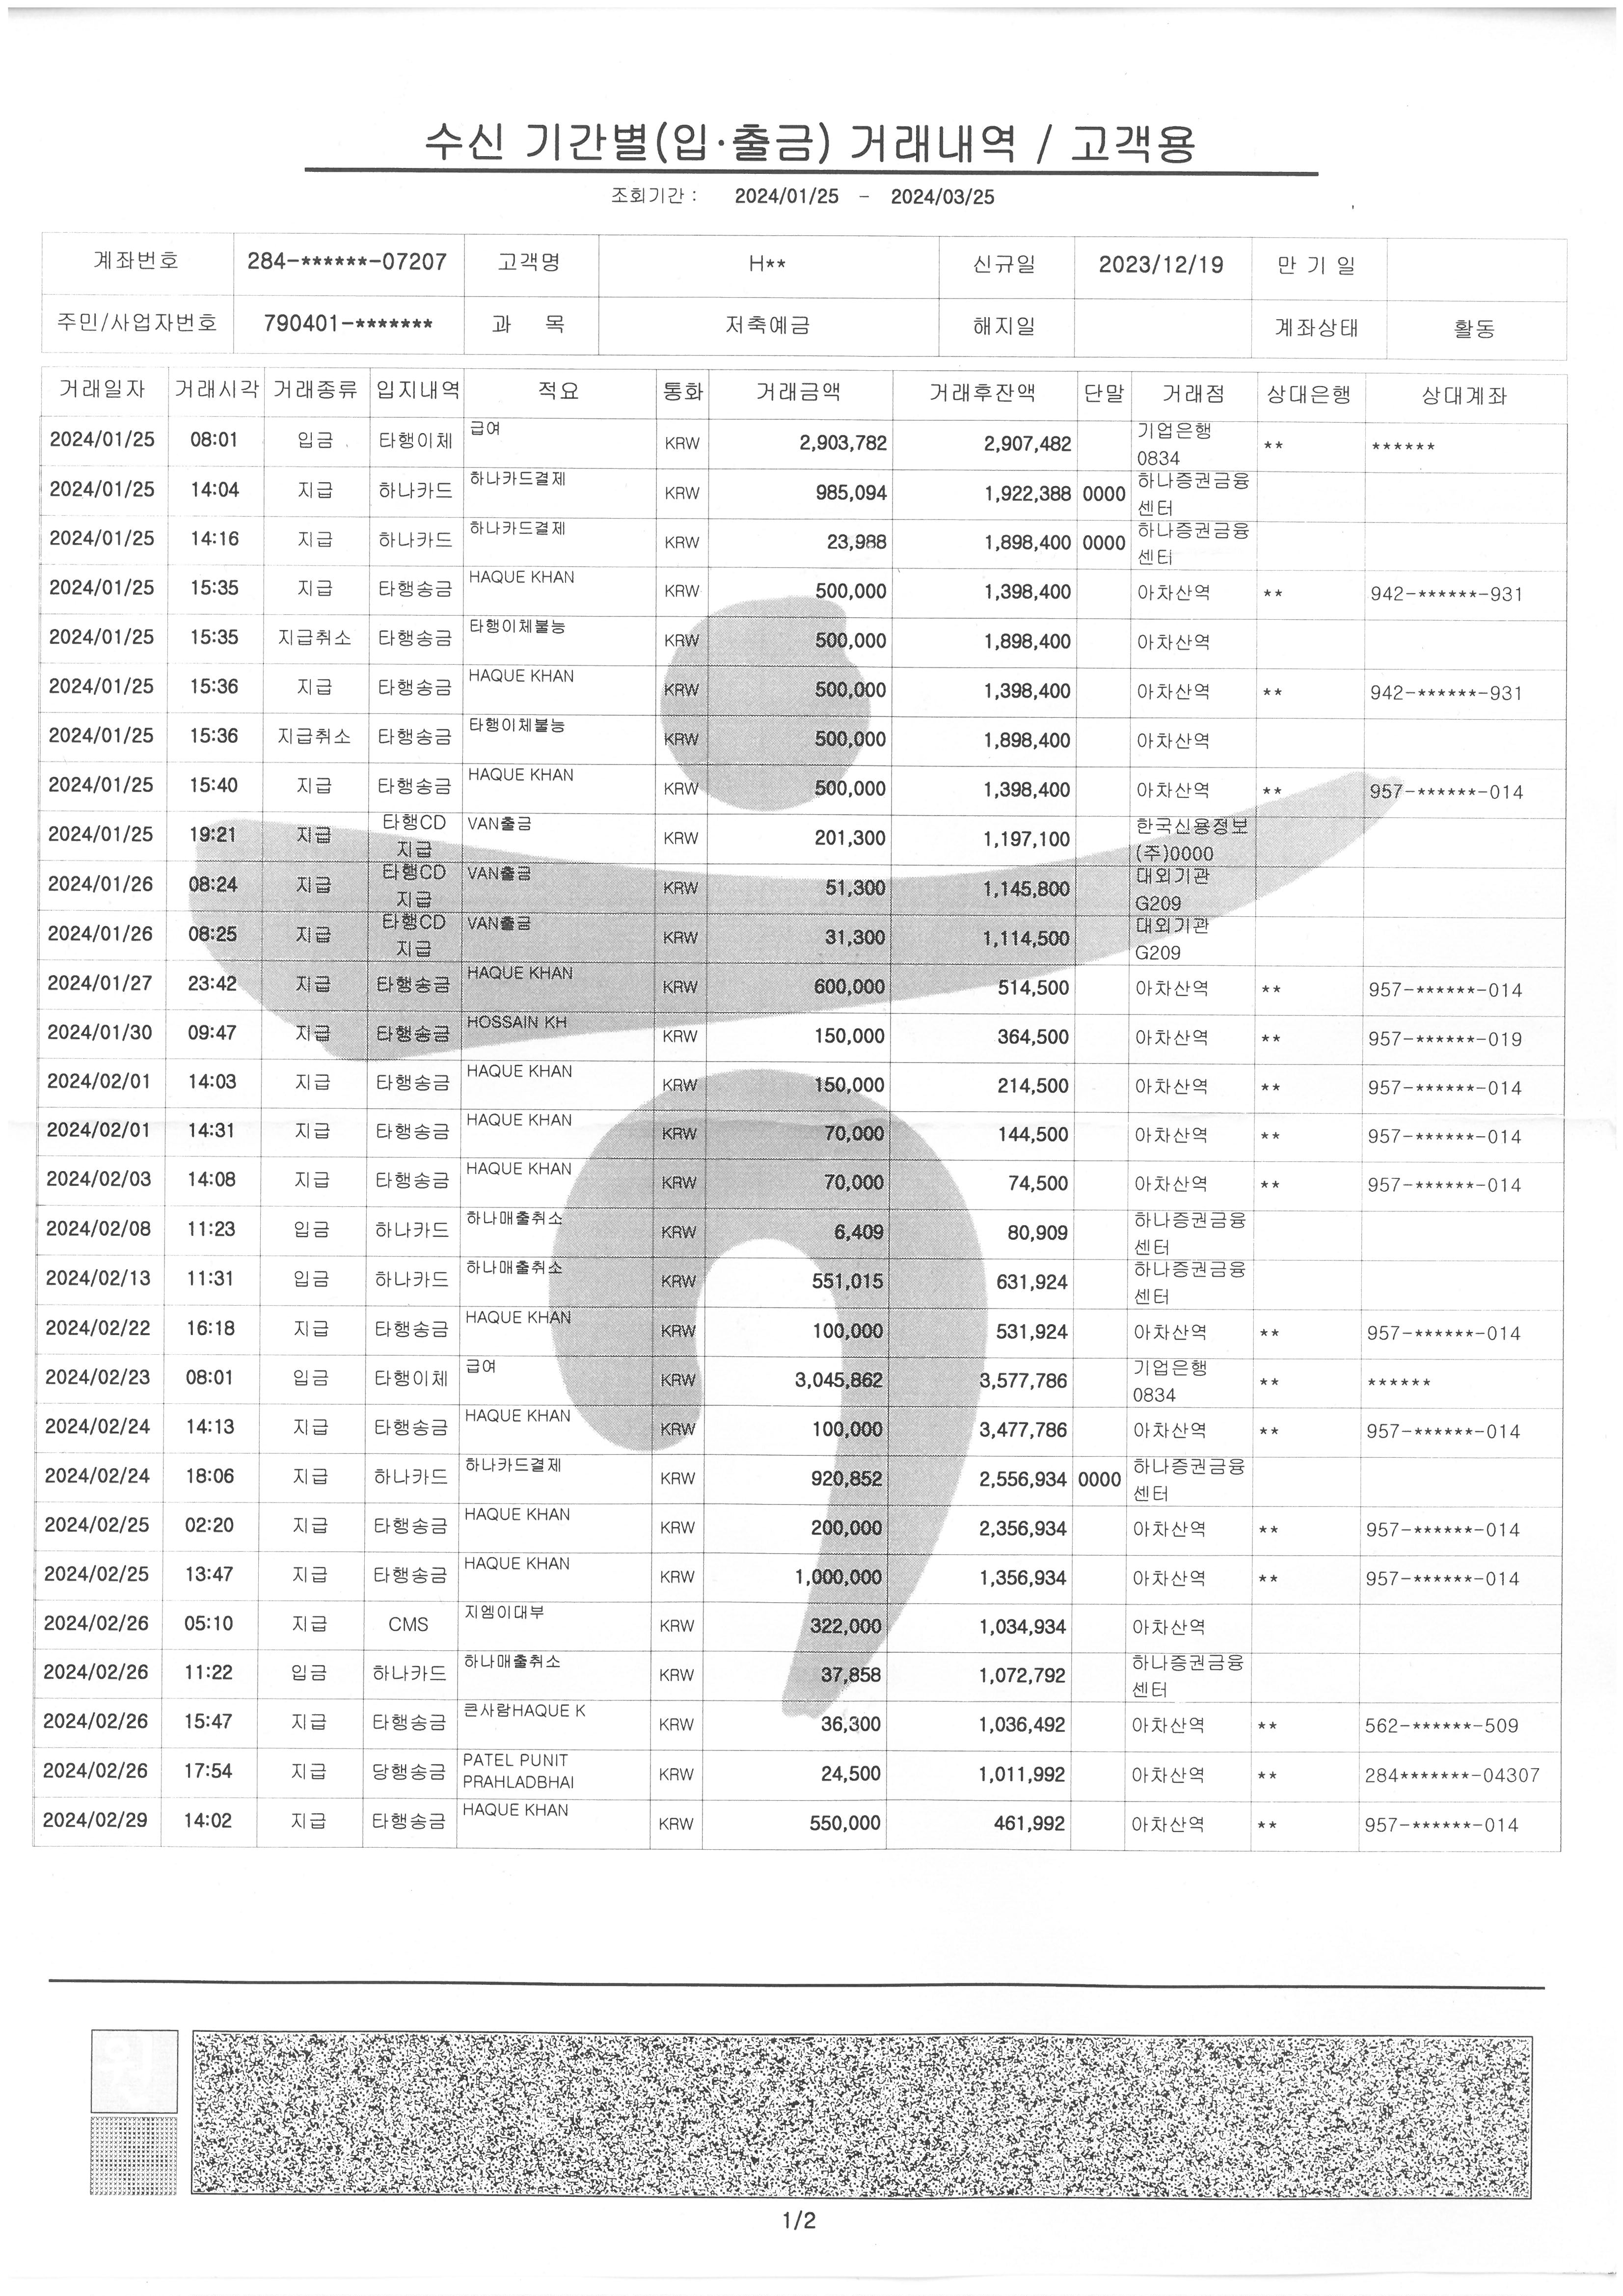 수신 기간별(입·출금) 거래내역 / 고객용
조회기간 : 2024/01/25 - 2024/03/25
계좌번호 284-******-07207 고객명 H** 신규일 2023/12/19 만 기 일
주민/사업자번호 790401-******* 과 목 저축예금 해지일 계좌상태 활동
거래일자 거래시각 거래종류 입지내역 적요 통화 거래금액 거래후잔액 단말 거래점 상대은행 상대계좌
2024/01/25 08:01 입금 타행이체 급여 KRW 2,903,782 2,907,482 기업은행 0834 ** ******
2024/01/25 14:04 지급 하나카드 하나카드결제 KRW 985,094 1,922,388 0000 하나증권금융센터
2024/01/25 14:16 지급 하나카드 하나카드결제 KRW 23,988 1,898,400 0000 하나증권금융센터
2024/01/25 15:35 지급 타행송금 HAQUE KHAN KRW 500,000 1,398,400 아차산역 ** 942-******-931
2024/01/25 15:35 지급취소 타행송금 타행이체불능 KRW 500,000 1,898,400 아차산역
2024/01/25 15:36 지급 타행송금 HAQUE KHAN KRW 500,000 1,398,400 아차산역 ** 942-******-931
2024/01/25 15:36 지급취소 타행송금 타행이체불능 KRW 500,000 1,898,400 아차산역
2024/01/25 15:40 지급 타행송금 HAQUE KHAN KRW 500,000 1,398,400 아차산역 ** 957-******-014
2024/01/25 19:21 지급 타행CD지급 VAN출금 KRW 201,300 1,197,100 한국신용정보(주)0000
2024/01/26 08:24 지급 타행CD지급 VAN출금 KRW 51,300 1,145,800 대외기관 G209
2024/01/26 08:25 지급 타행CD지급 VAN출금 KRW 31,300 1,114,500 대외기관 G209
2024/01/27 23:42 지급 타행송금 HAQUE KHAN KRW 600,000 514,500 아차산역 ** 957-******-014
2024/01/30 09:47 지급 타행송금 HOSSAIN KH KRW 150,000 364,500 아차산역 ** 957-******-019
2024/02/01 14:03 지급 타행송금 HAQUE KHAN KRW 150,000 214,500 아차산역 ** 957-******-014
2024/02/01 14:31 지급 타행송금 HAQUE KHAN KRW 70,000 144,500 아차산역 ** 957-******-014
2024/02/03 14:08 지급 타행송금 HAQUE KHAN KRW 70,000 74,500 아차산역 ** 957-******-014
2024/02/08 11:23 입금 하나카드 하나매출취소 KRW 6,409 80,909 하나증권금융센터
2024/02/13 11:31 입금 하나카드 하나매출취소 KRW 551,015 631,924 하나증권금융센터
2024/02/22 16:18 지급 타행송금 HAQUE KHAN KRW 100,000 531,924 아차산역 ** 957-******-014
2024/02/23 08:01 입금 타행이체 급여 KRW 3,045,862 3,577,786 기업은행 0834 ** ******
2024/02/24 14:13 지급 타행송금 HAQUE KHAN KRW 100,000 3,477,786 아차산역 ** 957-******-014
2024/02/24 18:06 지급 하나카드 하나카드결제 KRW 920,852 2,556,934 0000 하나증권금융센터
2024/02/25 02:20 지급 타행송금 HAQUE KHAN KRW 200,000 2,356,934 아차산역 ** 957-******-014
2024/02/25 13:47 지급 타행송금 HAQUE KHAN KRW 1,000,000 1,356,934 아차산역 ** 957-******-014
2024/02/26 05:10 지급 CMS 지엠이대부 KRW 322,000 1,034,934 아차산역
2024/02/26 11:22 입금 하나카드 하나매출취소 KRW 37,858 1,072,792 하나증권금융센터
2024/02/26 15:47 지급 타행송금 큰사람HAQUE K KRW 36,300 1,036,492 아차산역 ** 562-******-509
2024/02/26 17:54 지급 당행송금 PATEL PUNIT PRAHLADBHAI KRW 24,500 1,011,992 아차산역 ** 284*******-04307
2024/02/29 14:02 지급 타행송금 HAQUE KHAN KRW 550,000 461,992 아차산역 ** 957-******-014
1/2